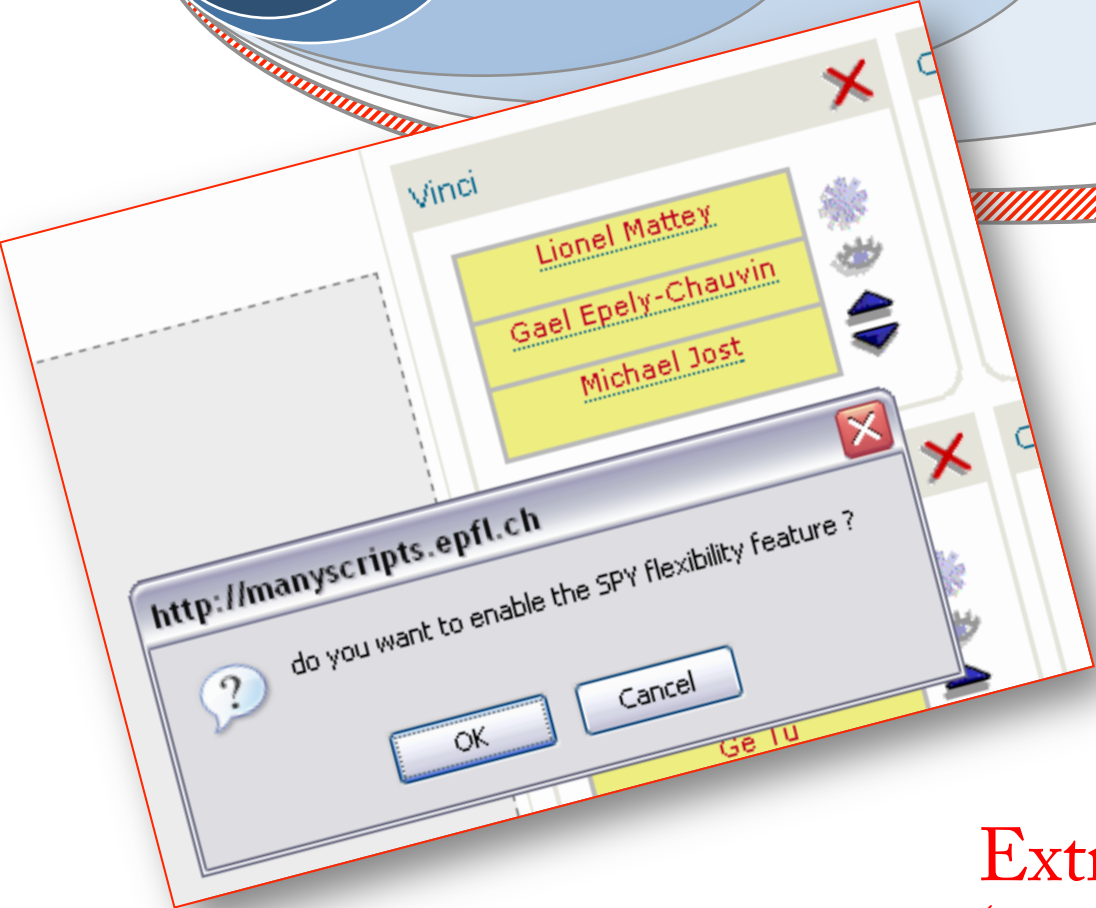 Vinci
Lionel Mattey
Gael Epely-Chauvin
Michael Jost
http://manyscripts.epfl.ch
do you want to enable the SPY flexibility feature ?
OK
Cancel
Ge Tu